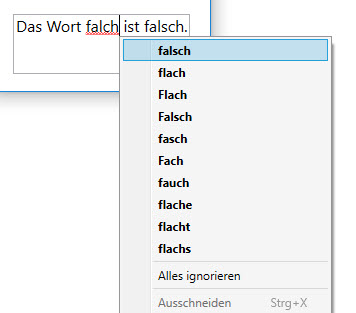 Das Wort falch ist falsch.
falsch
flach
Flach
Falsch
fasch
Fach
fauch
flache
flacht
flachs
Alles ignorieren
Ausschneiden Strg+X